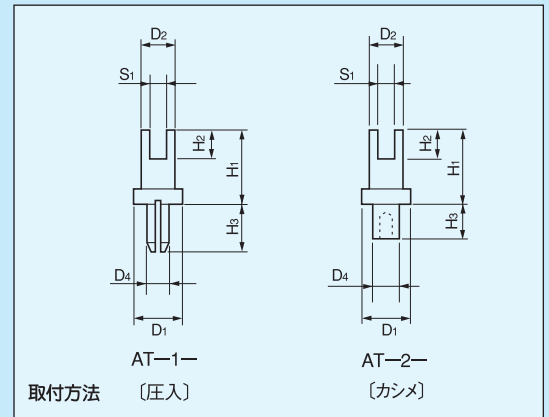 D2 D2
S1 S1
H2 H1 H2 H1
H3 H3
D4 D4
D1 D1
AT－1－ AT－2－
取付方法 〔圧入〕 〔カシメ〕